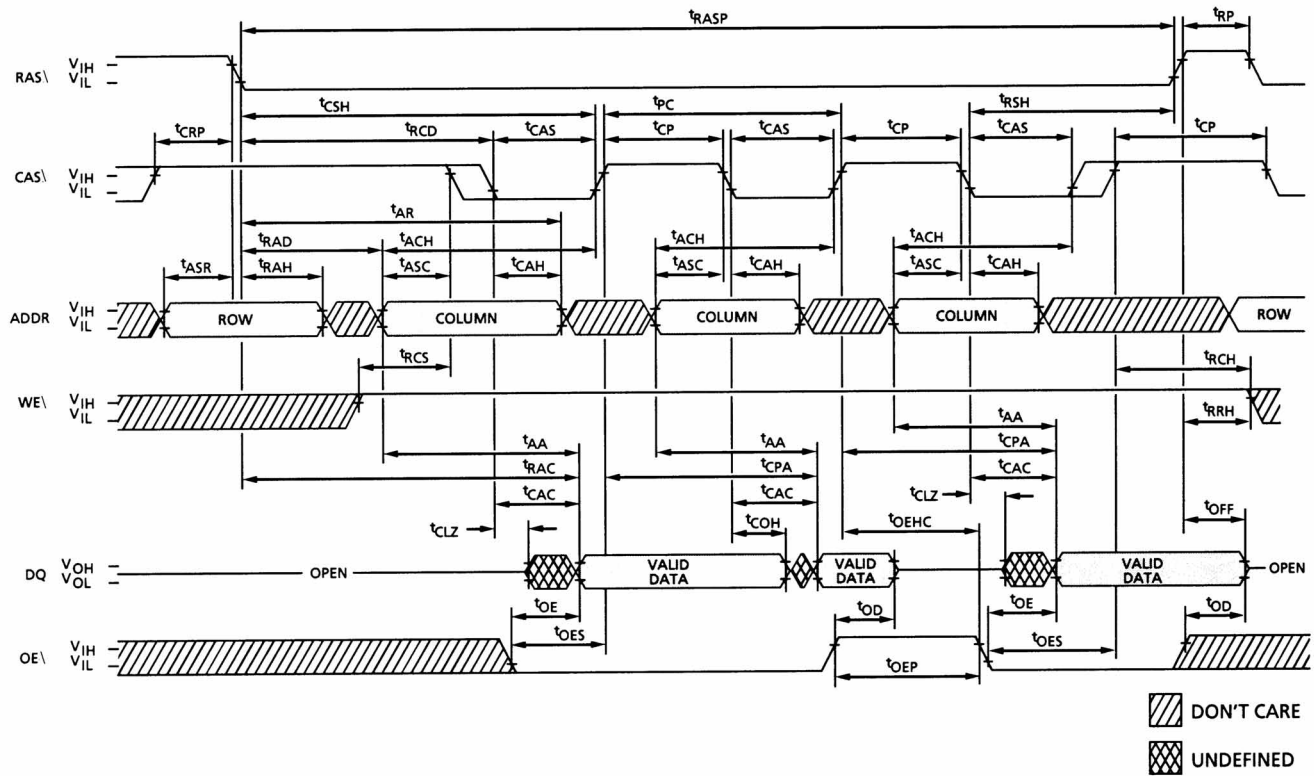 tRASP tRP
RAS\ VIH VIL
tCSH tPC tRSH
tCRP tRCD tCAS tCP tCAS tCP tCAS tCP
CAS\ VIH VIL
tAR
tRAD tACH tACH tACH
tASR tRAH tASC tCAH tASC tCAH tASC tCAH
ADDR VIH VIL ROW COLUMN COLUMN COLUMN ROW
tRCS tRCH
WE\ VIH VIL
tRRH
tAA tAA tAA
tRAC tCPA tCPA
tCAC tCAC tCAC
tCLZ tCOH tOEHC tCLZ tOFF
DQ VOH VOL OPEN VALID DATA VALID DATA VALID DATA OPEN
tOE tOD tOE tOD
tOES tOES
OE\ VIH VIL
tOEP
DON'T CARE
UNDEFINED